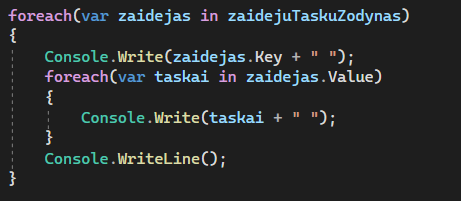 foreach(var zaidejas in zaidejuTaskuZodynas)
{
    Console.Write(zaidejas.Key + " ");
    foreach(var taskai in zaidejas.Value)
    {
        Console.Write(taskai + " ");
    }
    Console.WriteLine();
}